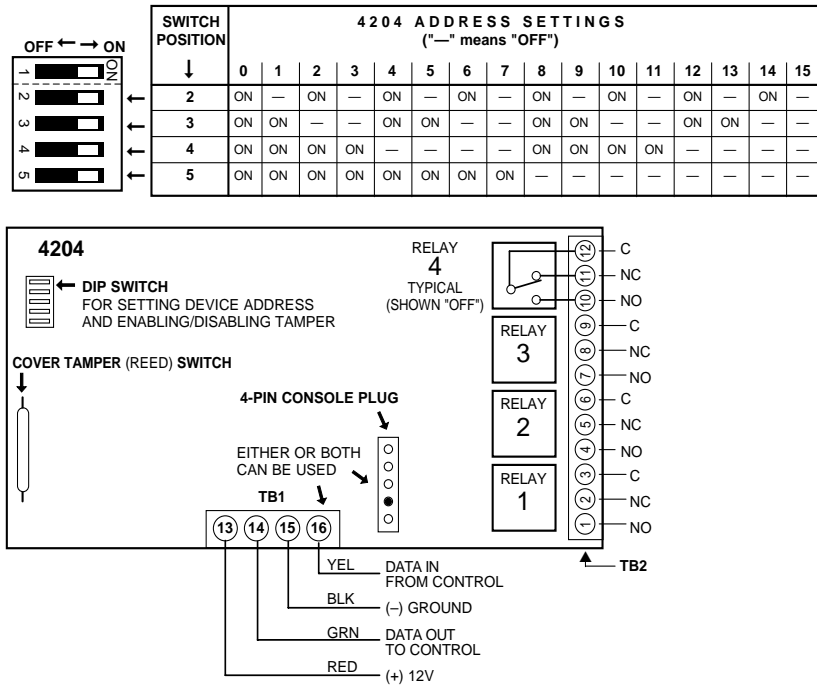 OFF ← → ON
ON
1
2
3
4
5
SWITCH POSITION ↓
4204 ADDRESS SETTINGS
("—" means "OFF")
0 1 2 3 4 5 6 7 8 9 10 11 12 13 14 15
2 ON — ON — ON — ON — ON — ON — ON — ON —
3 ON ON — — ON ON — — ON ON — — ON ON — —
4 ON ON ON ON — — — — ON ON ON ON — — — —
5 ON ON ON ON ON ON ON ON — — — — — — — —
4204
DIP SWITCH
FOR SETTING DEVICE ADDRESS
AND ENABLING/DISABLING TAMPER
COVER TAMPER (REED) SWITCH
4-PIN CONSOLE PLUG
EITHER OR BOTH
CAN BE USED
TB1
13 14 15 16
RELAY
4
TYPICAL
(SHOWN "OFF")
RELAY
3
RELAY
2
RELAY
1
12 C
11 NC
10 NO
9 C
8 NC
7 NO
6 C
5 NC
4 NO
3 C
2 NC
1 NO
TB2
YEL DATA IN
FROM CONTROL
BLK (–) GROUND
GRN DATA OUT
TO CONTROL
RED (+) 12V